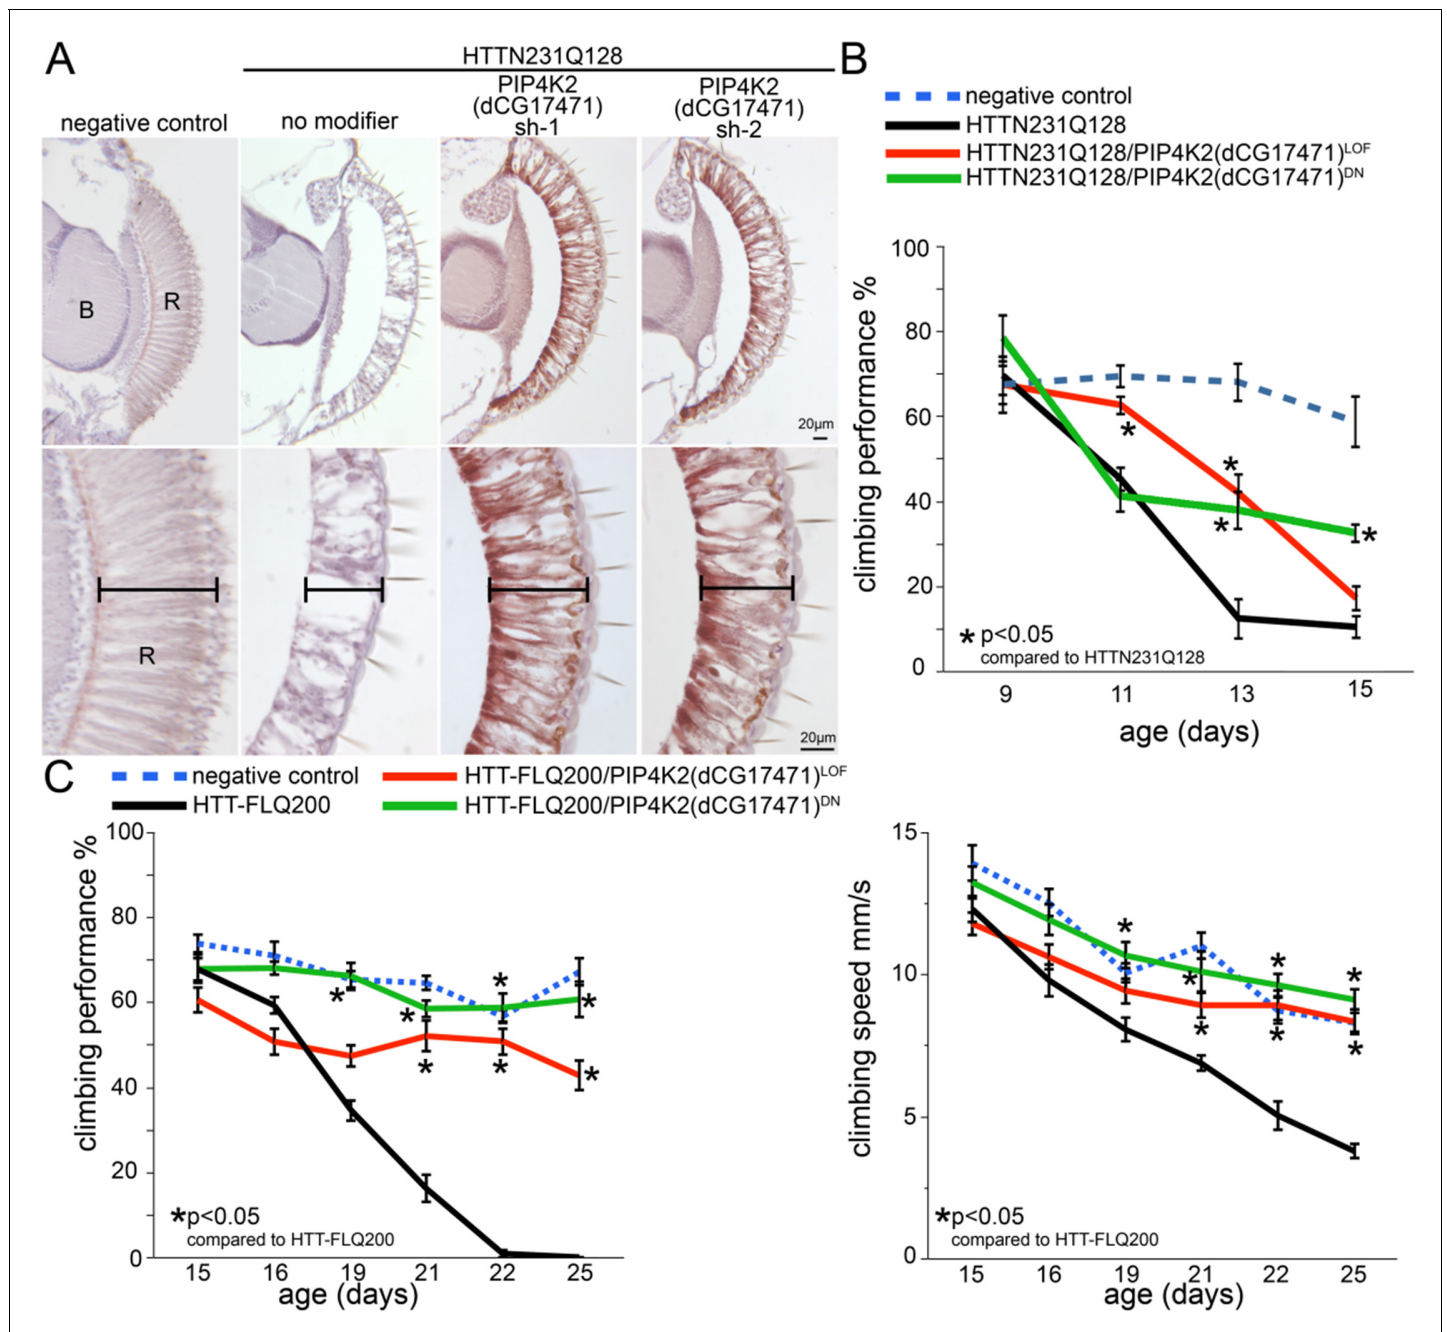 A
HTTN231Q128
negative control
no modifier
PIP4K2
(dCG17471)
sh-1
PIP4K2
(dCG17471)
sh-2
B
R
20µm
R
20µm
B
negative control
HTTN231Q128
HTTN231Q128/PIP4K2(dCG17471)LOF
HTTN231Q128/PIP4K2(dCG17471)DN
climbing performance %
100
80
60
40
20
0
*
*
*
*
* p<0.05
compared to HTTN231Q128
9 11 13 15
age (days)
C
negative control
HTT-FLQ200
HTT-FLQ200/PIP4K2(dCG17471)LOF
HTT-FLQ200/PIP4K2(dCG17471)DN
climbing performance %
100
80
60
40
20
0
*
*
*
*
*
*
*
*p<0.05
compared to HTT-FLQ200
15 16 19 21 22 25
age (days)
climbing speed mm/s
15
10
5
0
*
*
*
*
*
*
*
*p<0.05
compared to HTT-FLQ200
15 16 19 21 22 25
age (days)